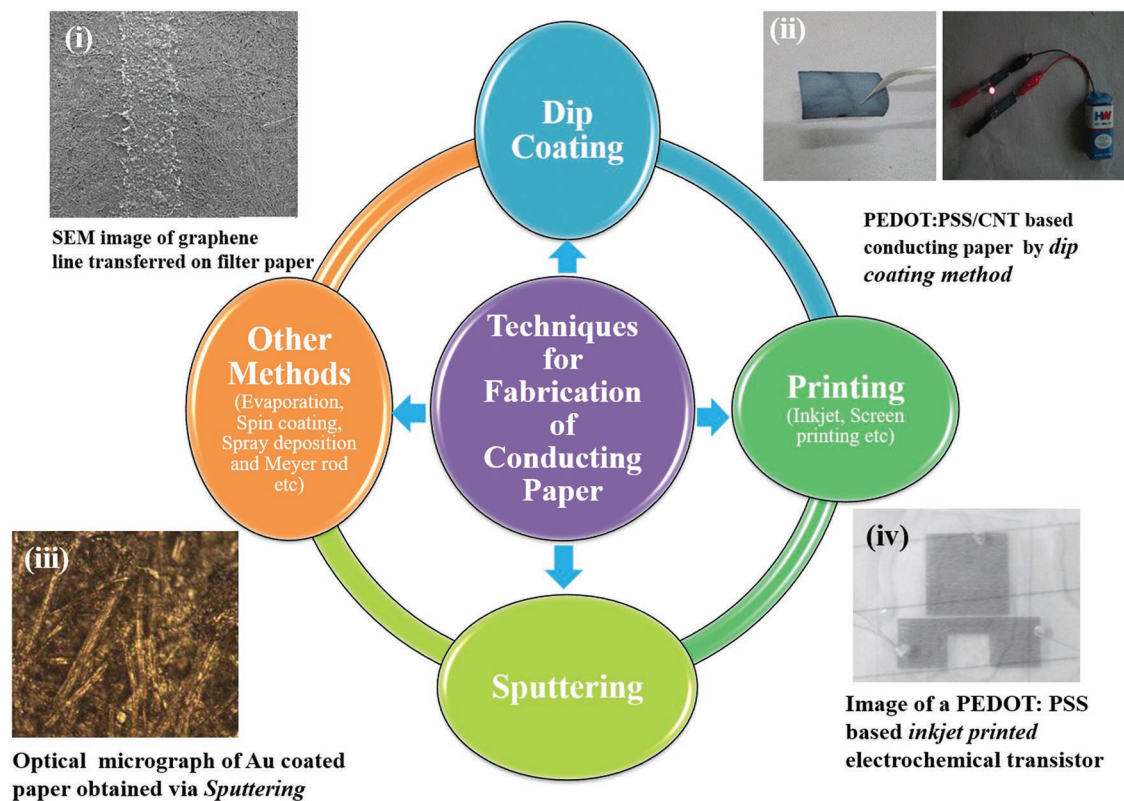 (i)
SEM image of graphene
line transferred on filter paper
Dip
Coating
(ii)
HW
PEDOT:PSS/CNT based
conducting paper by dip
coating method
Other
Methods
(Evaporation,
Spin coating,
Spray deposition
and Meyer rod
etc)
Techniques
for
Fabrication
of
Conducting
Paper
Printing
(Inkjet, Screen
printing etc)
(iii)
Optical micrograph of Au coated
paper obtained via Sputtering
Sputtering
(iv)
Image of a PEDOT: PSS
based inkjet printed
electrochemical transistor